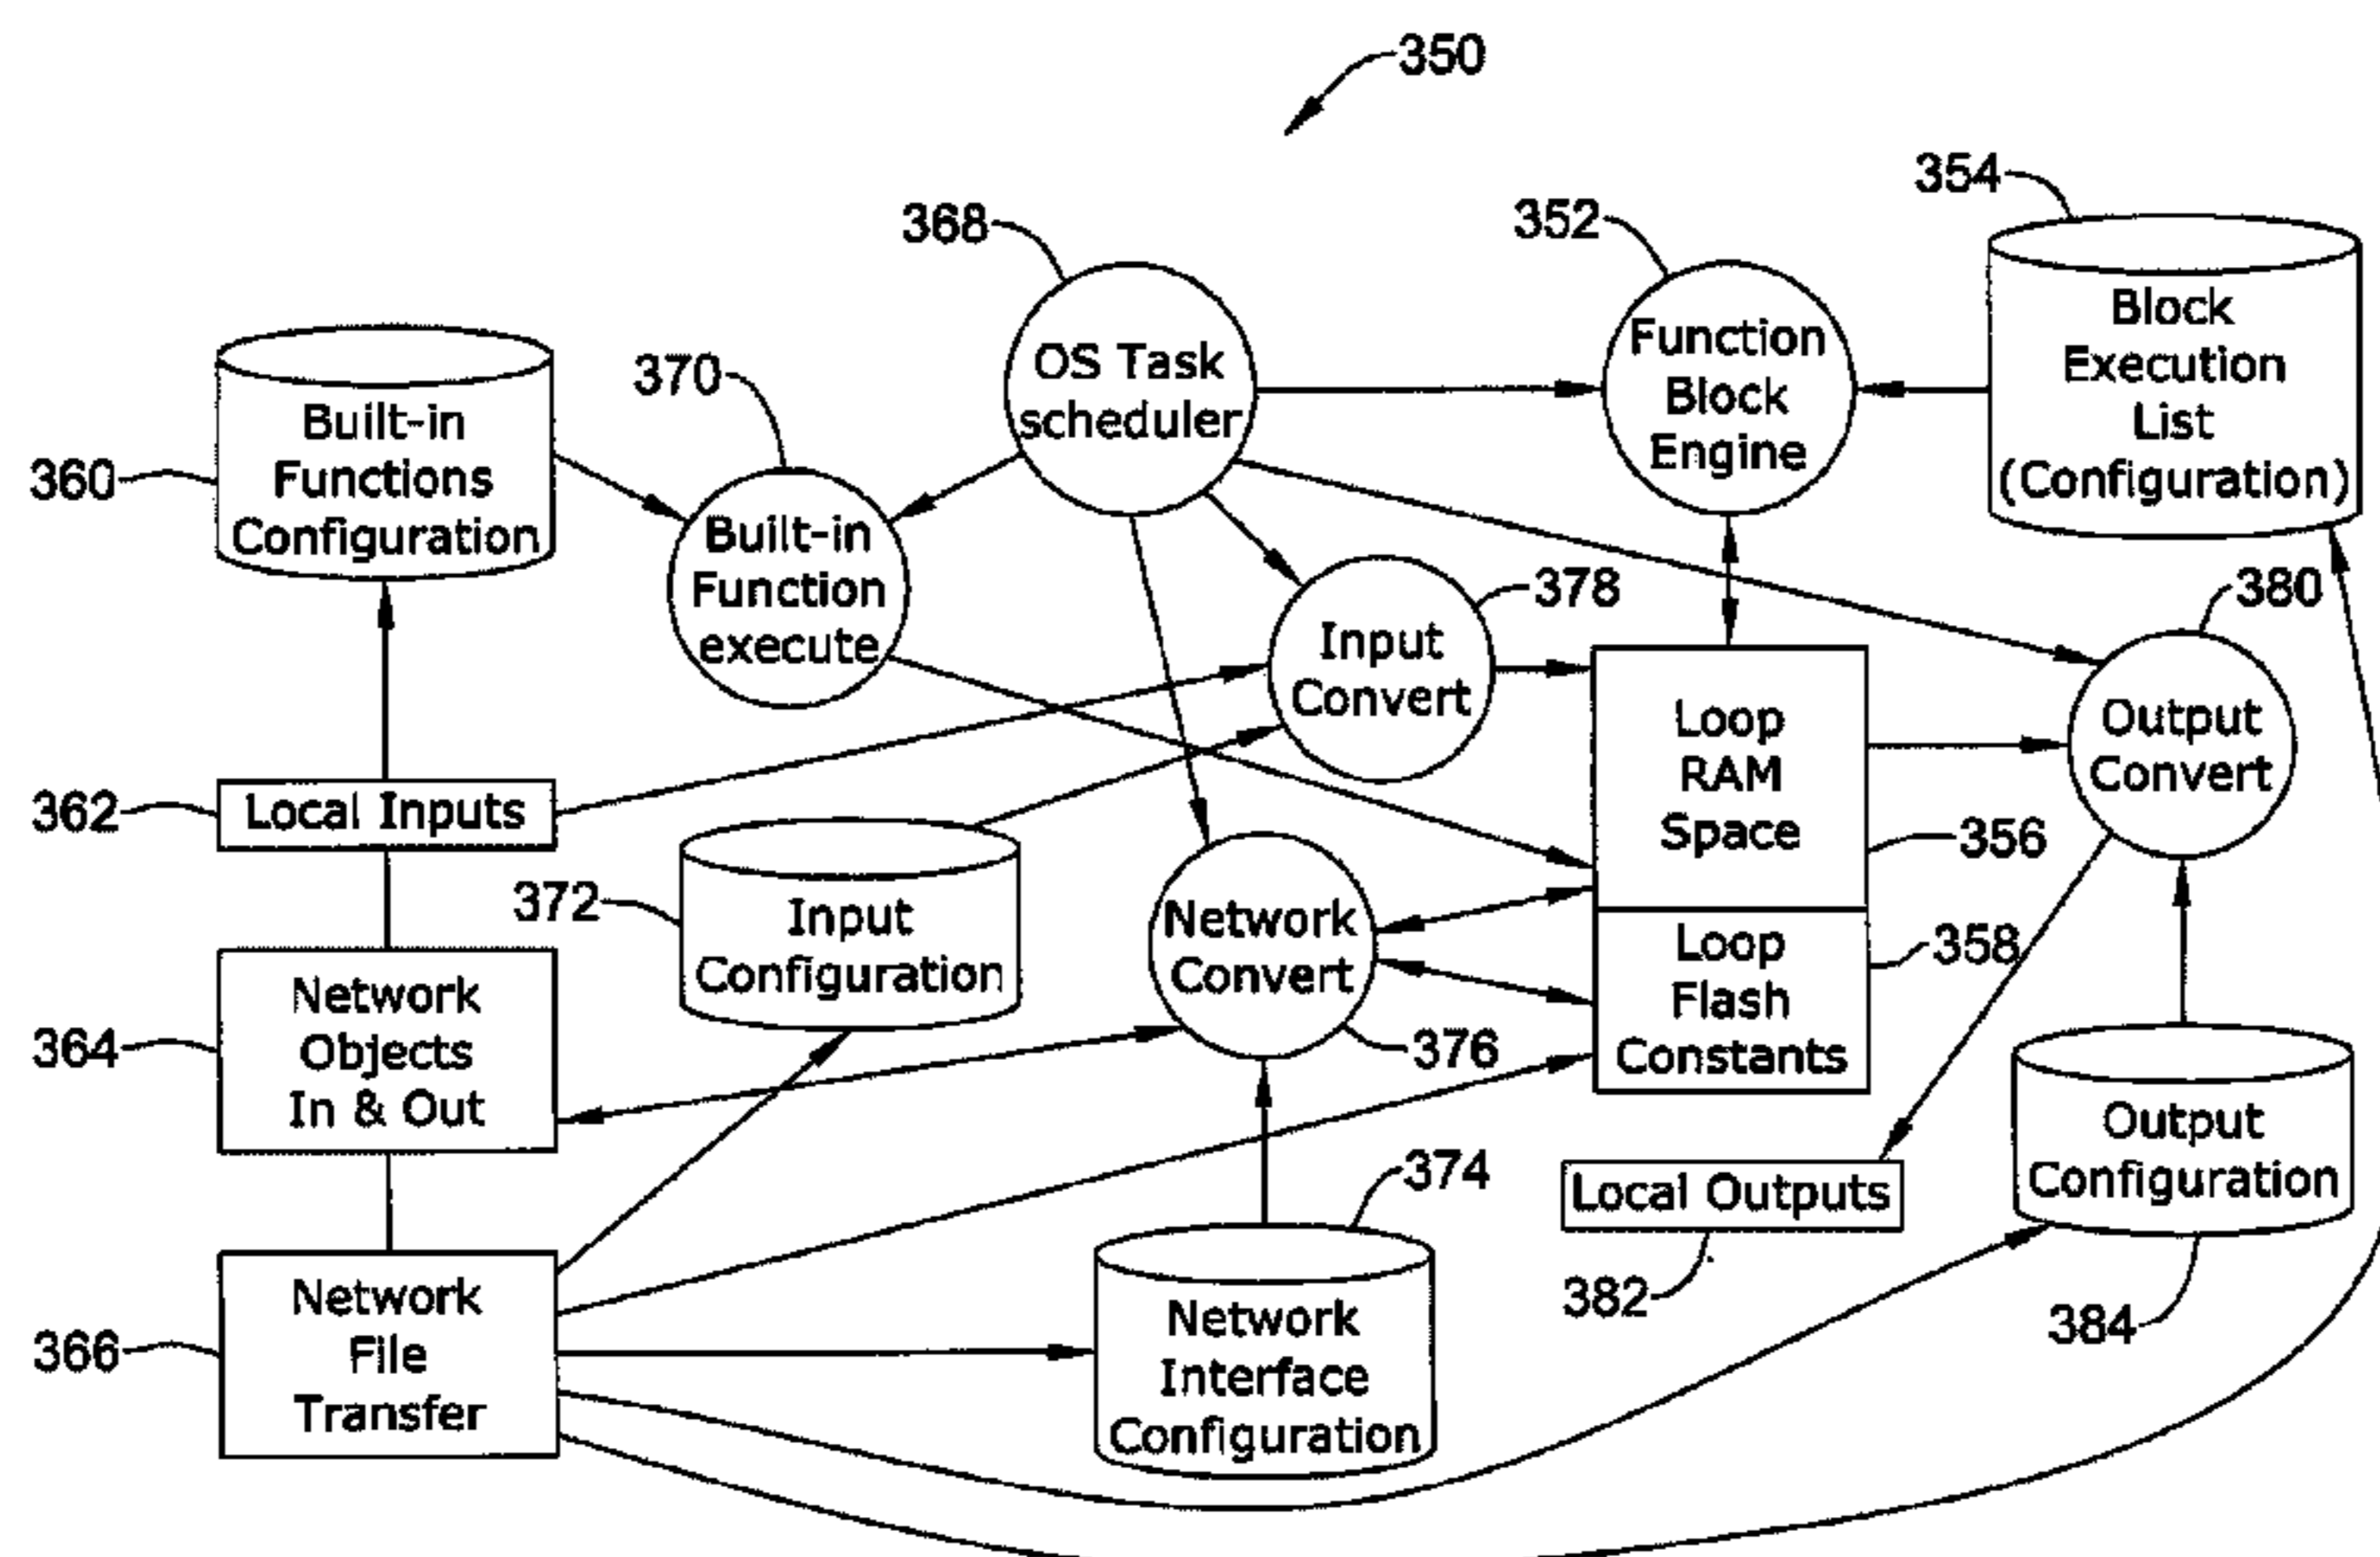 350
354
352
368
Block
Execution
List
(Configuration)
Function
Block
Engine
OS Task
scheduler
370
Built-in
Functions
Configuration
360
Built-in
Function
execute
378
380
Input
Convert
Loop
RAM
Space
Output
Convert
362
Local Inputs
356
372
Input
Configuration
Network
Convert
Loop
Flash
Constants
358
364
Network
Objects
In & Out
376
Output
Configuration
374
Local Outputs
382
384
366
Network
File
Transfer
Network
Interface
Configuration